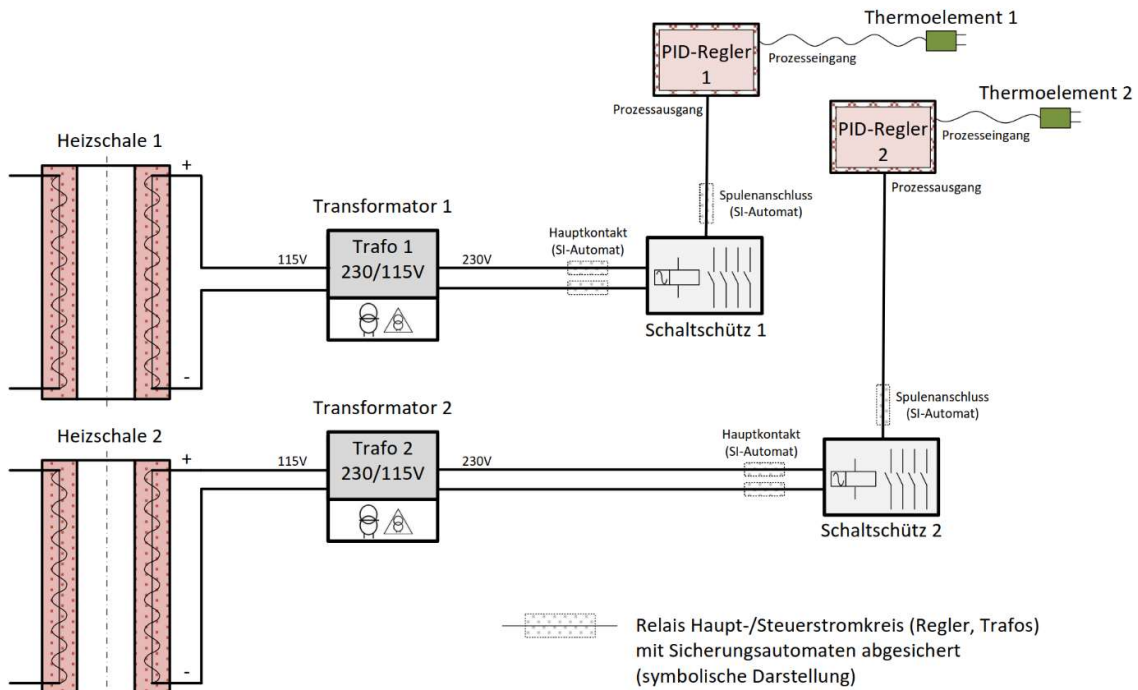 Thermoelement 1
PID-Regler
1
Prozesseingang
Thermoelement 2
Prozessausgang
PID-Regler
2
Prozesseingang
Heizschale 1
+
Prozessausgang
Spulenanschluss
(SI-Automat)
Transformator 1
Hauptkontakt
(SI-Automat)
Trafo 1
230/115V
115V
230V
Schaltschütz 1
-
Spulenanschluss
(SI-Automat)
Transformator 2
Heizschale 2
Hauptkontakt
(SI-Automat)
+
Trafo 2
230/115V
115V
230V
Schaltschütz 2
Relais Haupt-/Steuerstromkreis (Regler, Trafos)
mit Sicherungsautomaten abgesichert
(symbolische Darstellung)
-